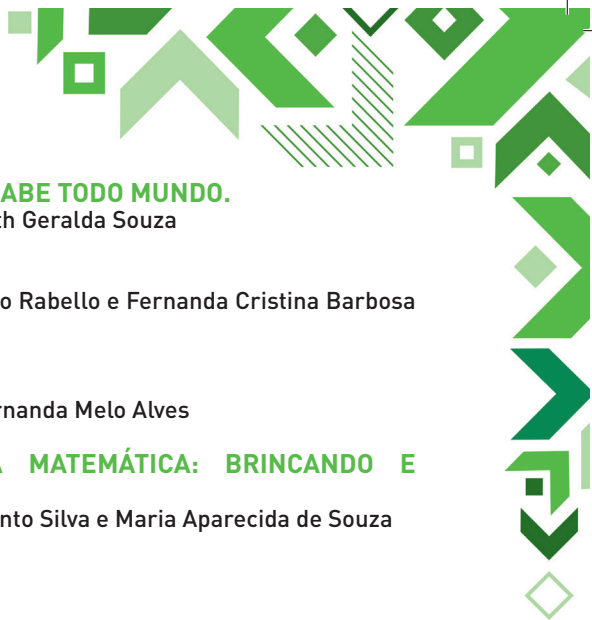 ABE TODO MUNDO.
th Geralda Souza
o Rabello e Fernanda Cristina Barbosa
rnanda Melo Alves
A MATEMÁTICA: BRINCANDO E
nto Silva e Maria Aparecida de Souza